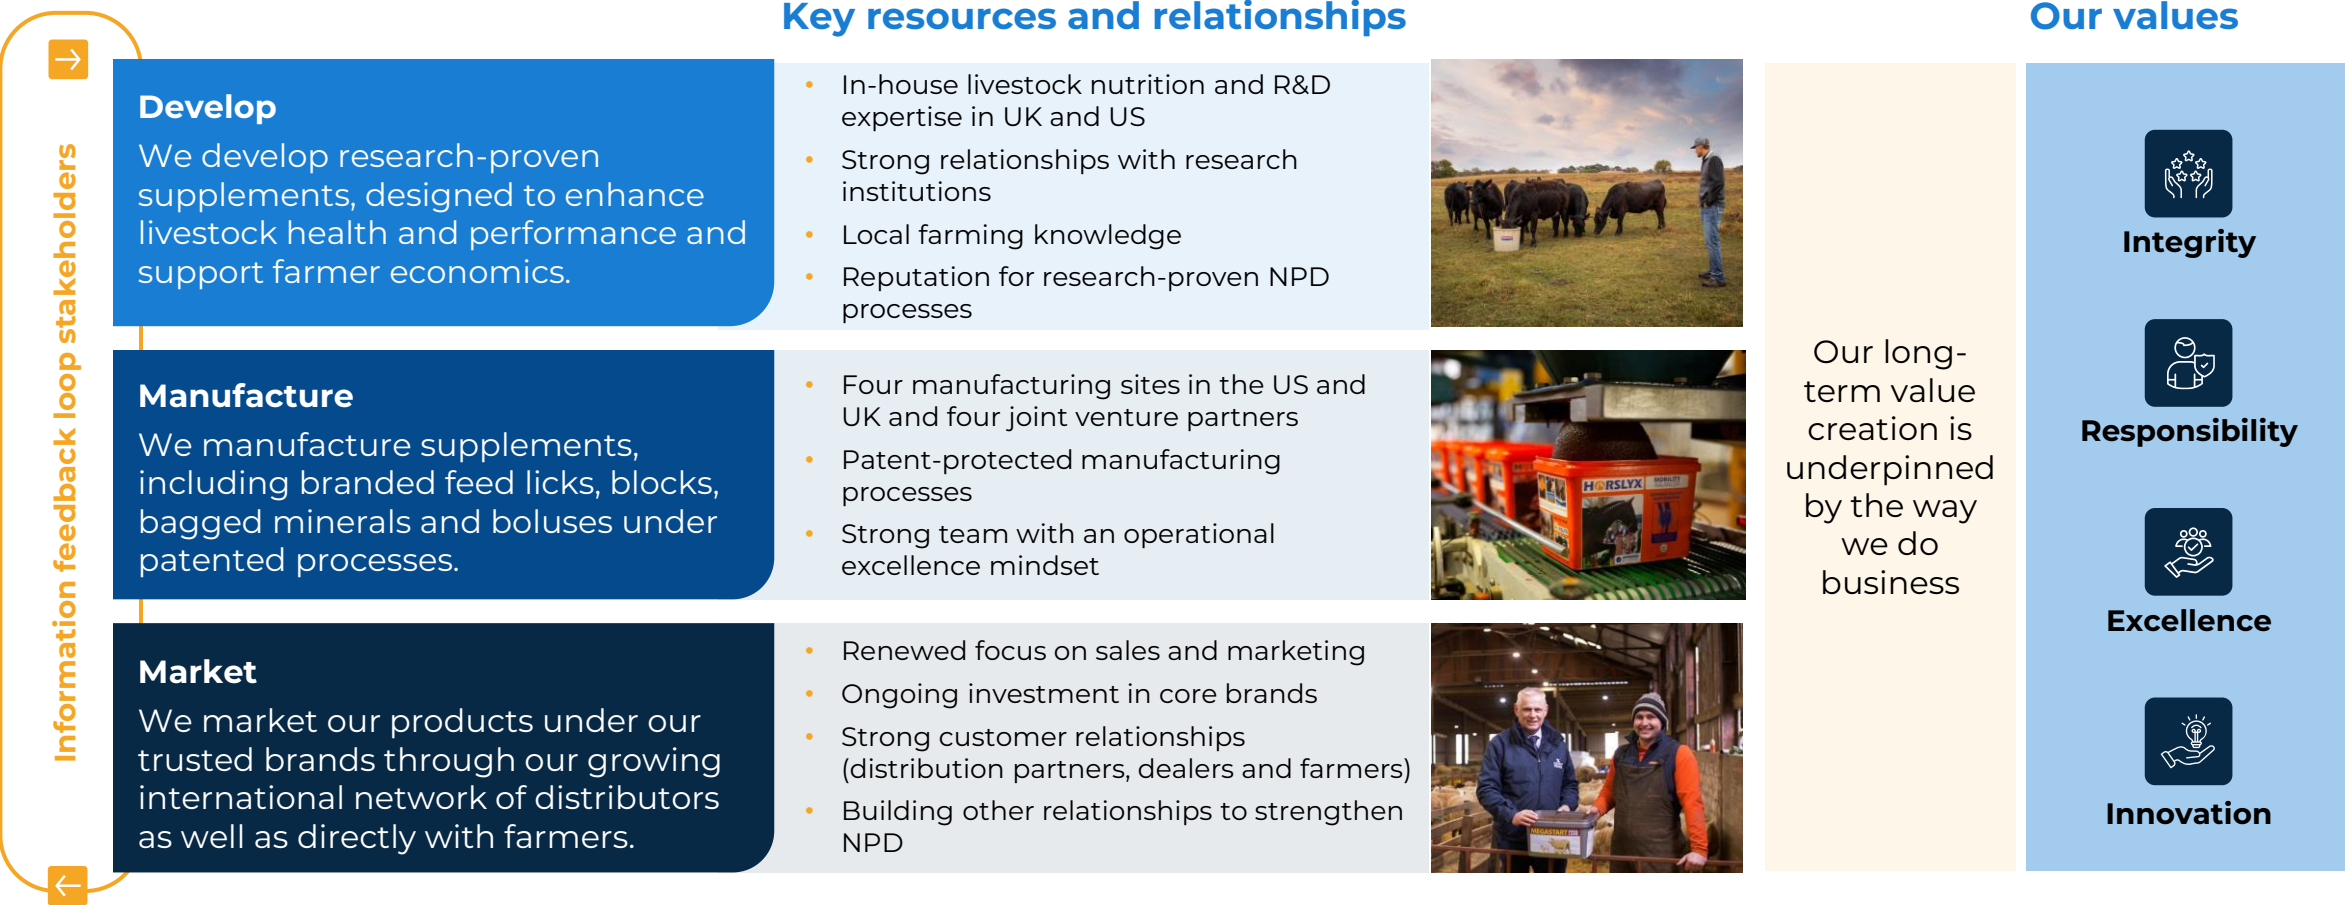 Key resources and relationships
Our values
Information feedback loop stakeholders
Develop
We develop research-proven
supplements, designed to enhance
livestock health and performance and
support farmer economics.
• In-house livestock nutrition and R&D
expertise in UK and US
• Strong relationships with research
institutions
• Local farming knowledge
• Reputation for research-proven NPD
processes
Manufacture
We manufacture supplements,
including branded feed licks, blocks,
bagged minerals and boluses under
patented processes.
• Four manufacturing sites in the US and
UK and four joint venture partners
• Patent-protected manufacturing
processes
• Strong team with an operational
excellence mindset
HORSLYX
MOBILITY
Market
We market our products under our
trusted brands through our growing
international network of distributors
as well as directly with farmers.
• Renewed focus on sales and marketing
• Ongoing investment in core brands
• Strong customer relationships
(distribution partners, dealers and farmers)
• Building other relationships to strengthen
NPD
MEGASTART
Our long-
term value
creation is
underpinned
by the way
we do
business
Integrity
Responsibility
Excellence
Innovation